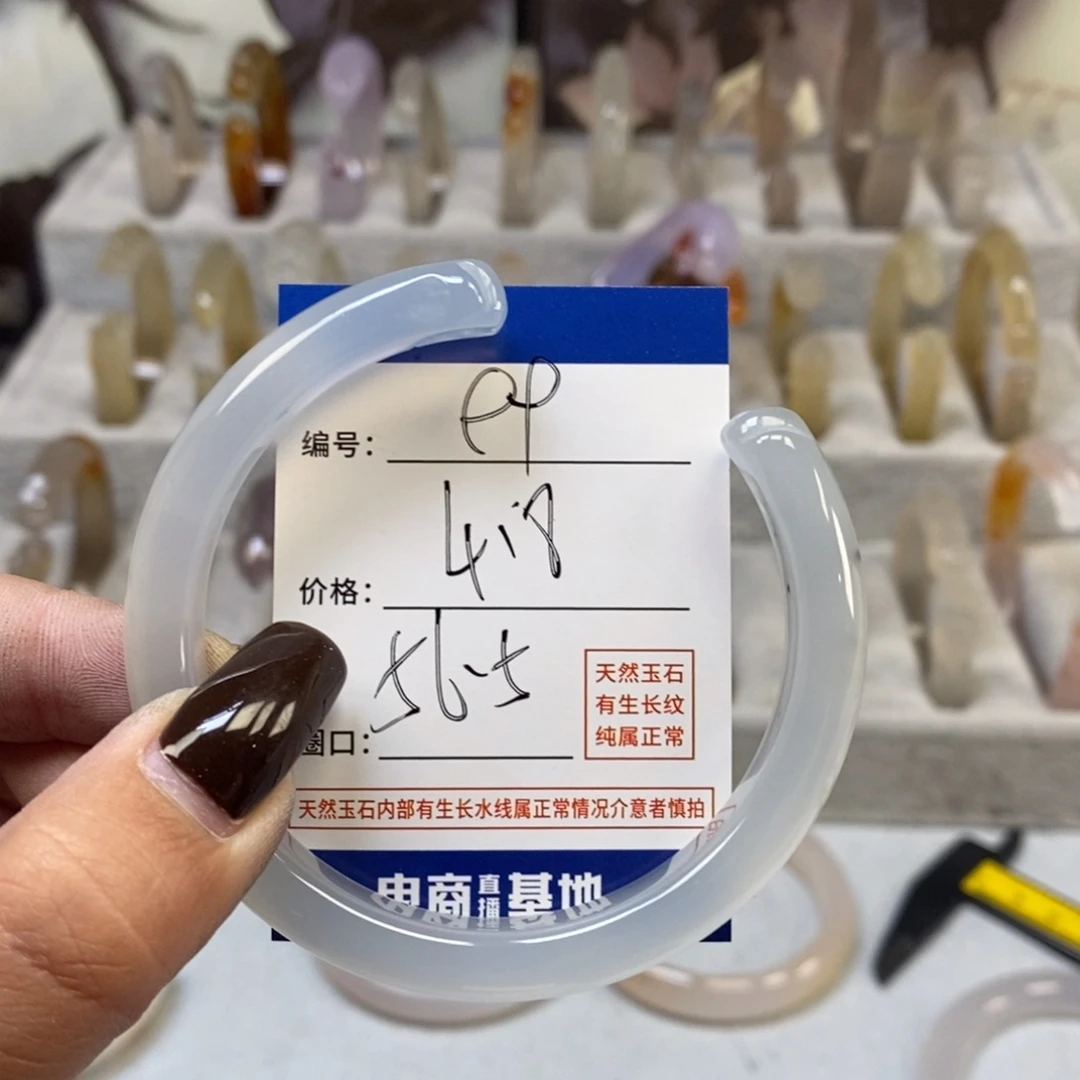 编号：
价格：418
圈口：56.5
天然玉石
有生长纹
纯属正常
天然玉石内部有生长水线属正常情况介意者慎拍
电商直播基地